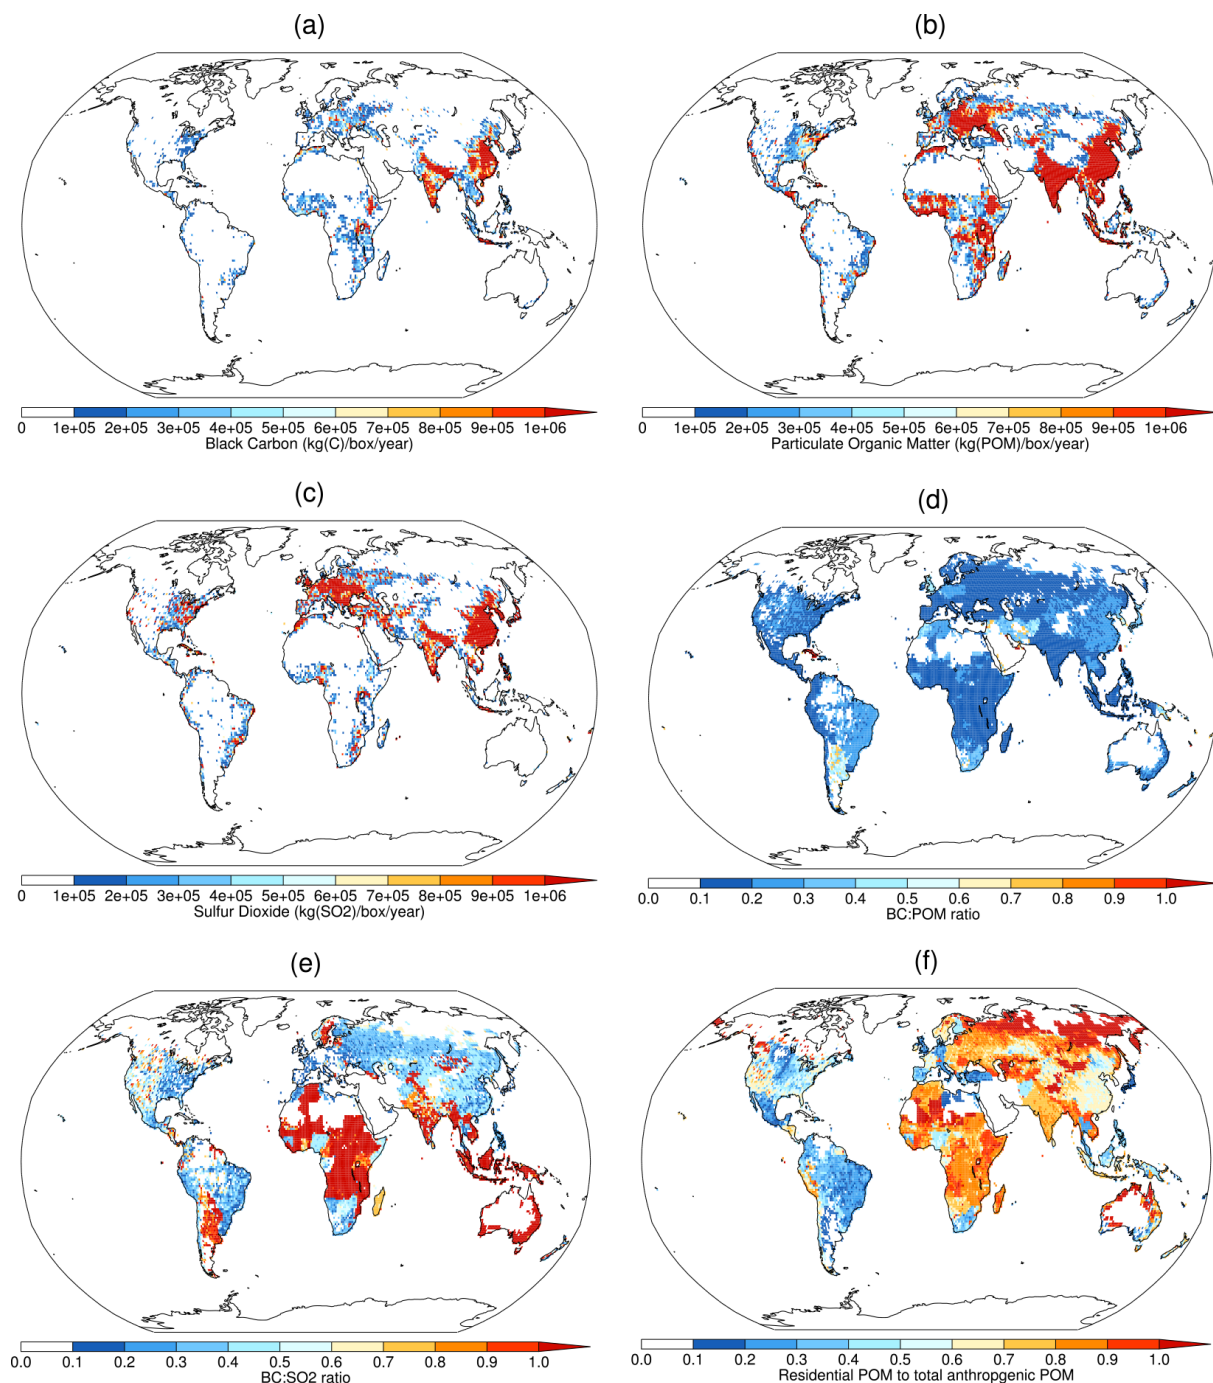 (a)
(b)
0 1e+05 2e+05 3e+05 4e+05 5e+05 6e+05 7e+05 8e+05 9e+05 1e+06
Black Carbon (kg(C)/box/year)
0 1e+05 2e+05 3e+05 4e+05 5e+05 6e+05 7e+05 8e+05 9e+05 1e+06
Particulate Organic Matter (kg(POM)/box/year)
(c)
(d)
0 1e+05 2e+05 3e+05 4e+05 5e+05 6e+05 7e+05 8e+05 9e+05 1e+06
Sulfur Dioxide (kg(SO2)/box/year)
0.0 0.1 0.2 0.3 0.4 0.5 0.6 0.7 0.8 0.9 1.0
BC:POM ratio
(e)
(f)
0.0 0.1 0.2 0.3 0.4 0.5 0.6 0.7 0.8 0.9 1.0
BC:SO2 ratio
0.0 0.1 0.2 0.3 0.4 0.5 0.6 0.7 0.8 0.9 1.0
Residential POM to total anthropgenic POM